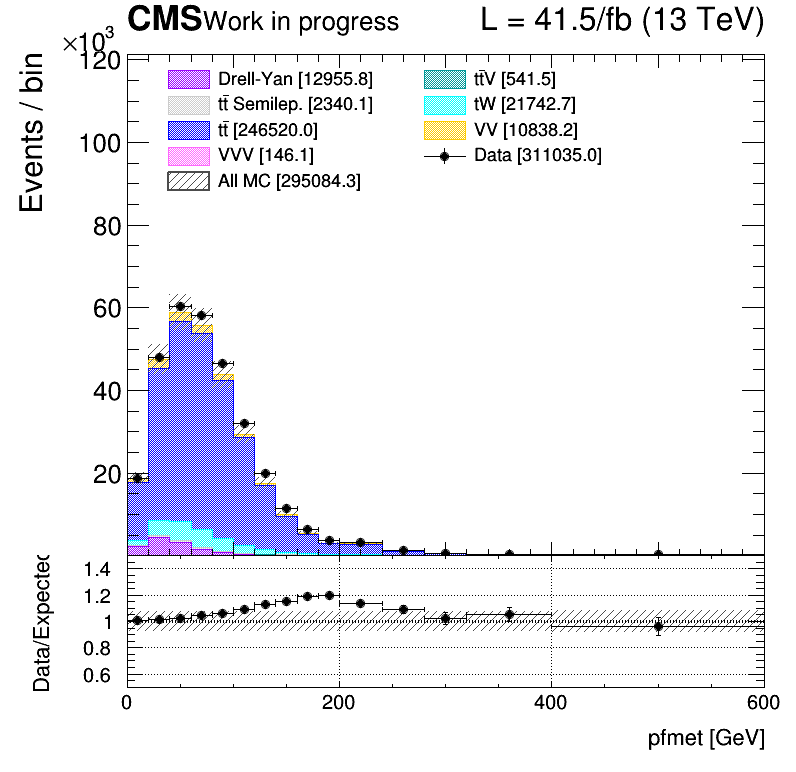 CMS Work in progress L = 41.5/fb (13 TeV)
×10³
Events / bin
120
100
80
60
40
20
Drell-Yan [12955.8]
tt̄V [541.5]
tt̄ Semilep. [2340.1]
tW [21742.7]
tt̄ [246520.0]
VV [10838.2]
VVV [146.1]
Data [311035.0]
All MC [295084.3]
Data/Expected
1.4
1.2
1
0.8
0.6
0 200 400 600
pfmet [GeV]